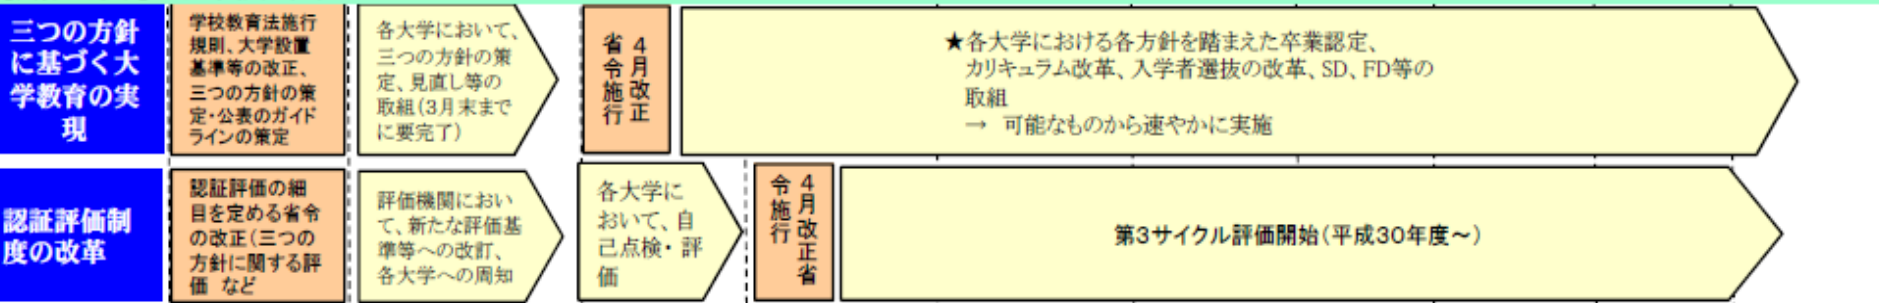 三つの方針
に基づく大
学教育の実
現
学校教育法施行
規則、大学設置
基準等の改正、
三つの方針の策
定・公表のガイド
ラインの策定
各大学において、
三つの方針の策
定、見直し等の
取組(3月末まで
に要完了)
4月改正
省令施行
★各大学における各方針を踏まえた卒業認定、
カリキュラム改革、入学者選抜の改革、SD、FD等の
取組
→ 可能なものから速やかに実施
認証評価制
度の改革
認証評価の細
目を定める省令
の改正(三つの
方針に関する評
価 など
評価機関におい
て、新たな評価基
準等への改訂、
各大学への周知
各大学に
おいて、自
己点検・評
価
4月改正省
令施行
第3サイクル評価開始(平成30年度~)